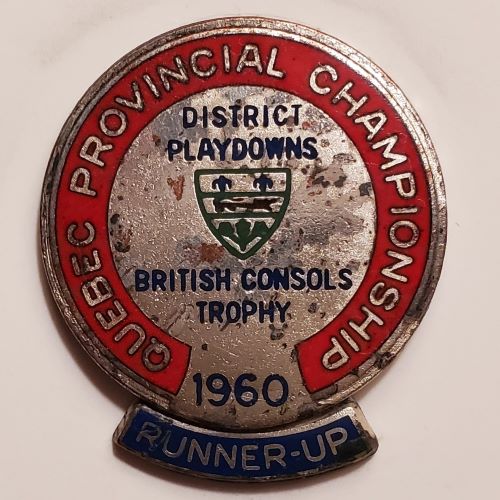 QUEBEC PROVINCIAL CHAMPIONSHIP
DISTRICT
PLAYDOWNS
BRITISH CONSOLS
TROPHY
1960
RUNNER-UP